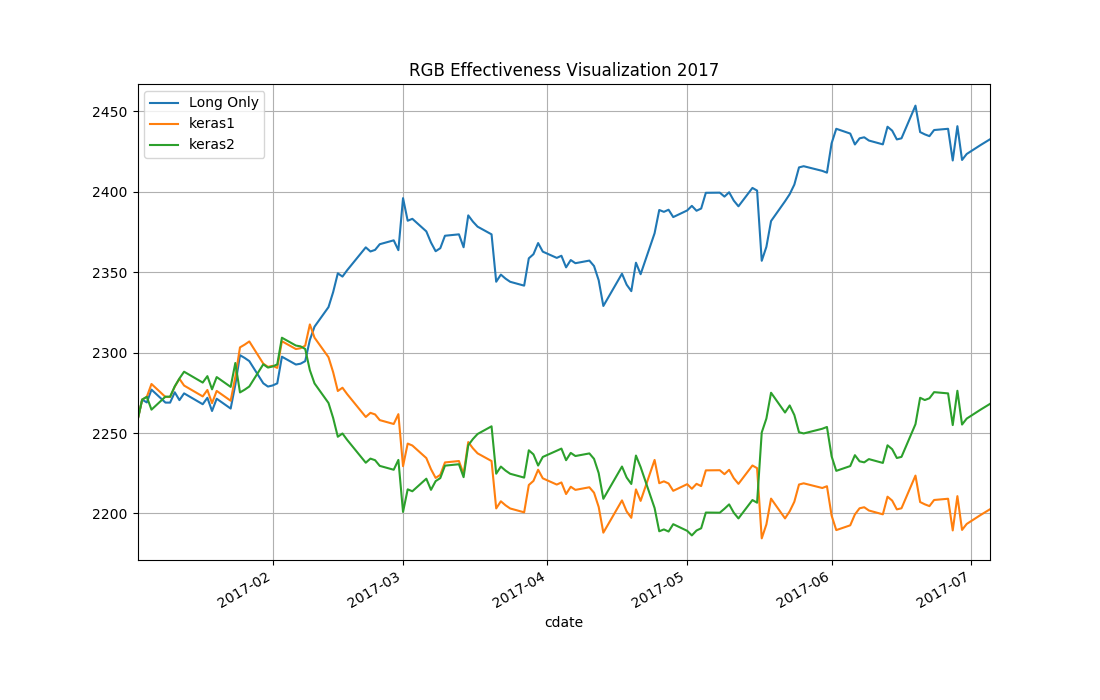 RGB Effectiveness Visualization 2017
Long Only
keras1
keras2
2450
2400
2350
2300
2250
2200
2017-02
2017-03
2017-04
2017-05
2017-06
2017-07
cdate